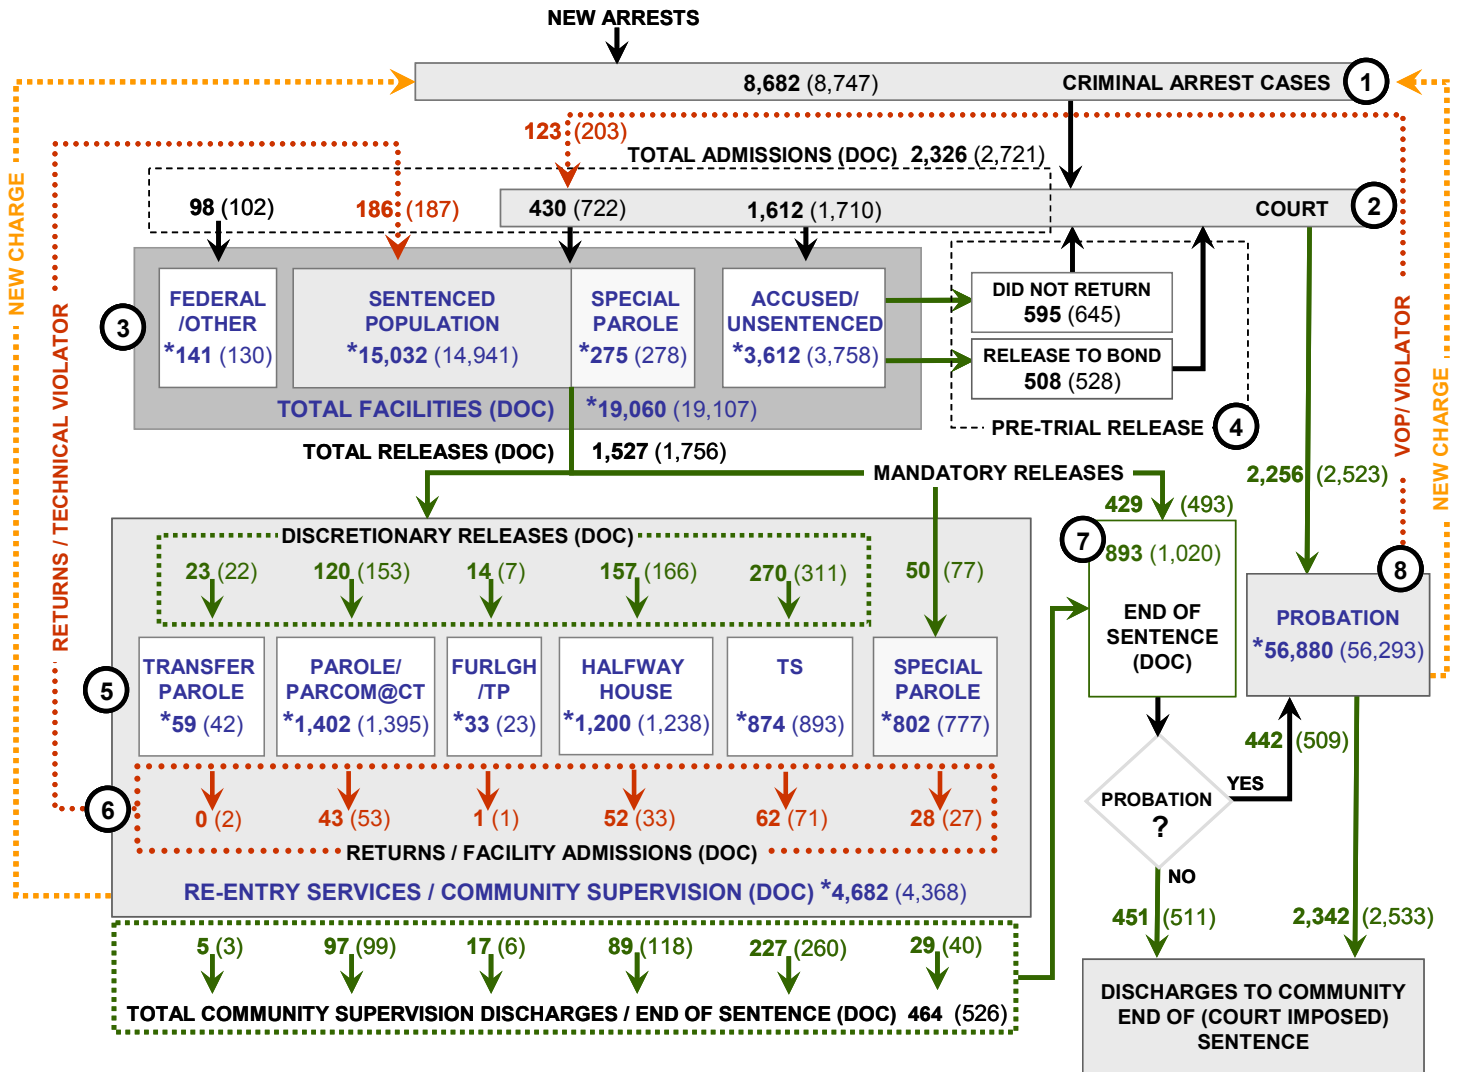 NEW ARRESTS
8,682 (8,747) CRIMINAL ARREST CASES 1
123 (203)
TOTAL ADMISSIONS (DOC) 2,326 (2,721)
98 (102) 186 (187) 430 (722) 1,612 (1,710) COURT 2
NEW CHARGE
RETURNS / TECHNICAL VIOLATOR
VOP/ VIOLATOR
NEW CHARGE
3
FEDERAL
/OTHER
*141 (130)
SENTENCED
POPULATION
*15,032 (14,941)
SPECIAL
PAROLE
*275 (278)
ACCUSED/
UNSENTENCED
*3,612 (3,758)
DID NOT RETURN
595 (645)
RELEASE TO BOND
508 (528)
PRE-TRIAL RELEASE 4
TOTAL FACILITIES (DOC) *19,060 (19,107)
TOTAL RELEASES (DOC) 1,527 (1,756)
MANDATORY RELEASES
2,256 (2,523)
429 (493)
DISCRETIONARY RELEASES (DOC)
23 (22) 120 (153) 14 (7) 157 (166) 270 (311) 50 (77)
7
893 (1,020)
END OF
SENTENCE
(DOC)
8
PROBATION
*56,880 (56,293)
5
TRANSFER
PAROLE
*59 (42)
PAROLE/
PARCOM@CT
*1,402 (1,395)
FURLGH
/TP
*33 (23)
HALFWAY
HOUSE
*1,200 (1,238)
TS
*874 (893)
SPECIAL
PAROLE
*802 (777)
442 (509)
YES
PROBATION
?
NO
6
0 (2) 43 (53) 1 (1) 52 (33) 62 (71) 28 (27)
RETURNS / FACILITY ADMISSIONS (DOC)
RE-ENTRY SERVICES / COMMUNITY SUPERVISION (DOC) *4,682 (4,368)
5 (3) 97 (99) 17 (6) 89 (118) 227 (260) 29 (40)
TOTAL COMMUNITY SUPERVISION DISCHARGES / END OF SENTENCE (DOC) 464 (526)
451 (511)
2,342 (2,533)
DISCHARGES TO COMMUNITY
END OF (COURT IMPOSED)
SENTENCE